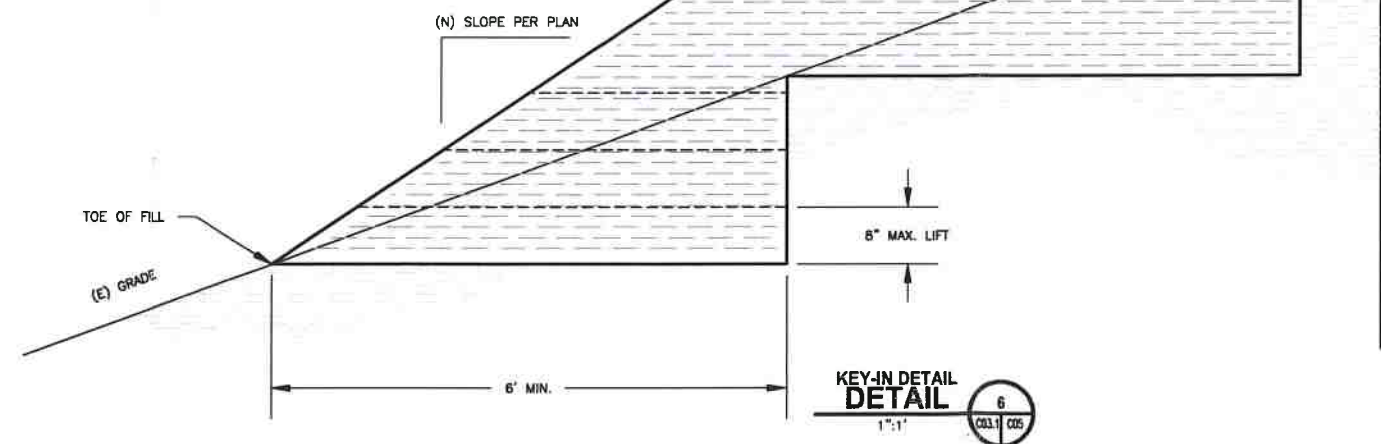 (N) SLOPE PER PLAN
TOE OF FILL
8" MAX. LIFT
(E) GRADE
6' MIN.
KEY-IN DETAIL
DETAIL
1":1'
6
C03.1 C05